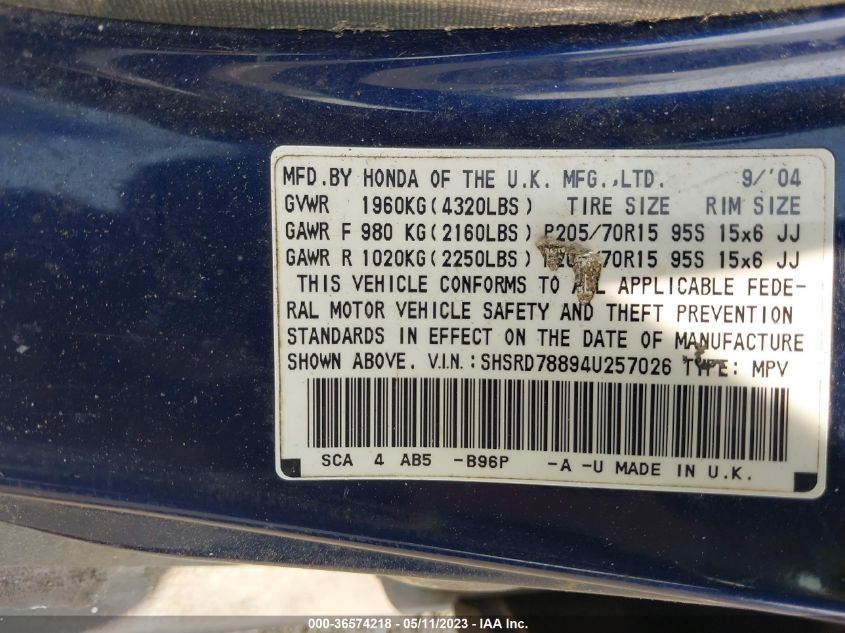 MFD.BY HONDA OF THE U.K. MFG.,LTD. 9/'04
GVWR 1960KG(4320LBS) TIRE SIZE RIM SIZE
GAWR F 980 KG(2160LBS) P205/70R15 95S 15x6 JJ
GAWR R 1020KG(2250LBS) 70R15 95S 15x6 JJ
THIS VEHICLE CONFORMS TO ALL APPLICABLE FEDE-
RAL MOTOR VEHICLE SAFETY AND THEFT PREVENTION
STANDARDS IN EFFECT ON THE DATE OF MANUFACTURE
SHOWN ABOVE. V.I.N.:SHSRD78894U257026 TYPE: MPV
SCA 4 AB5 -B96P -A -U MADE IN U.K.
000-36574218 - 05/11/2023 - IAA Inc.